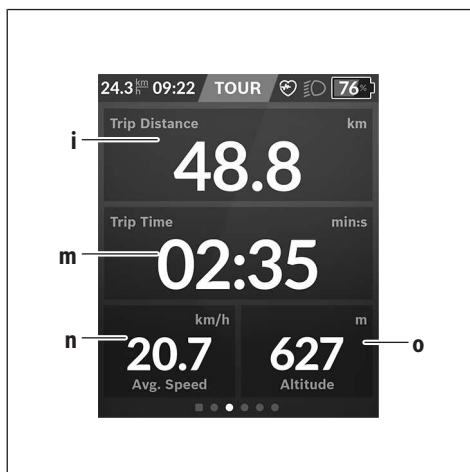 24.3 km/h 09:22 TOUR 76%
Trip Distance km
i
48.8
Trip Time min:s
m
02:35
km/h m
n 20.7 627 o
Avg. Speed Altitude